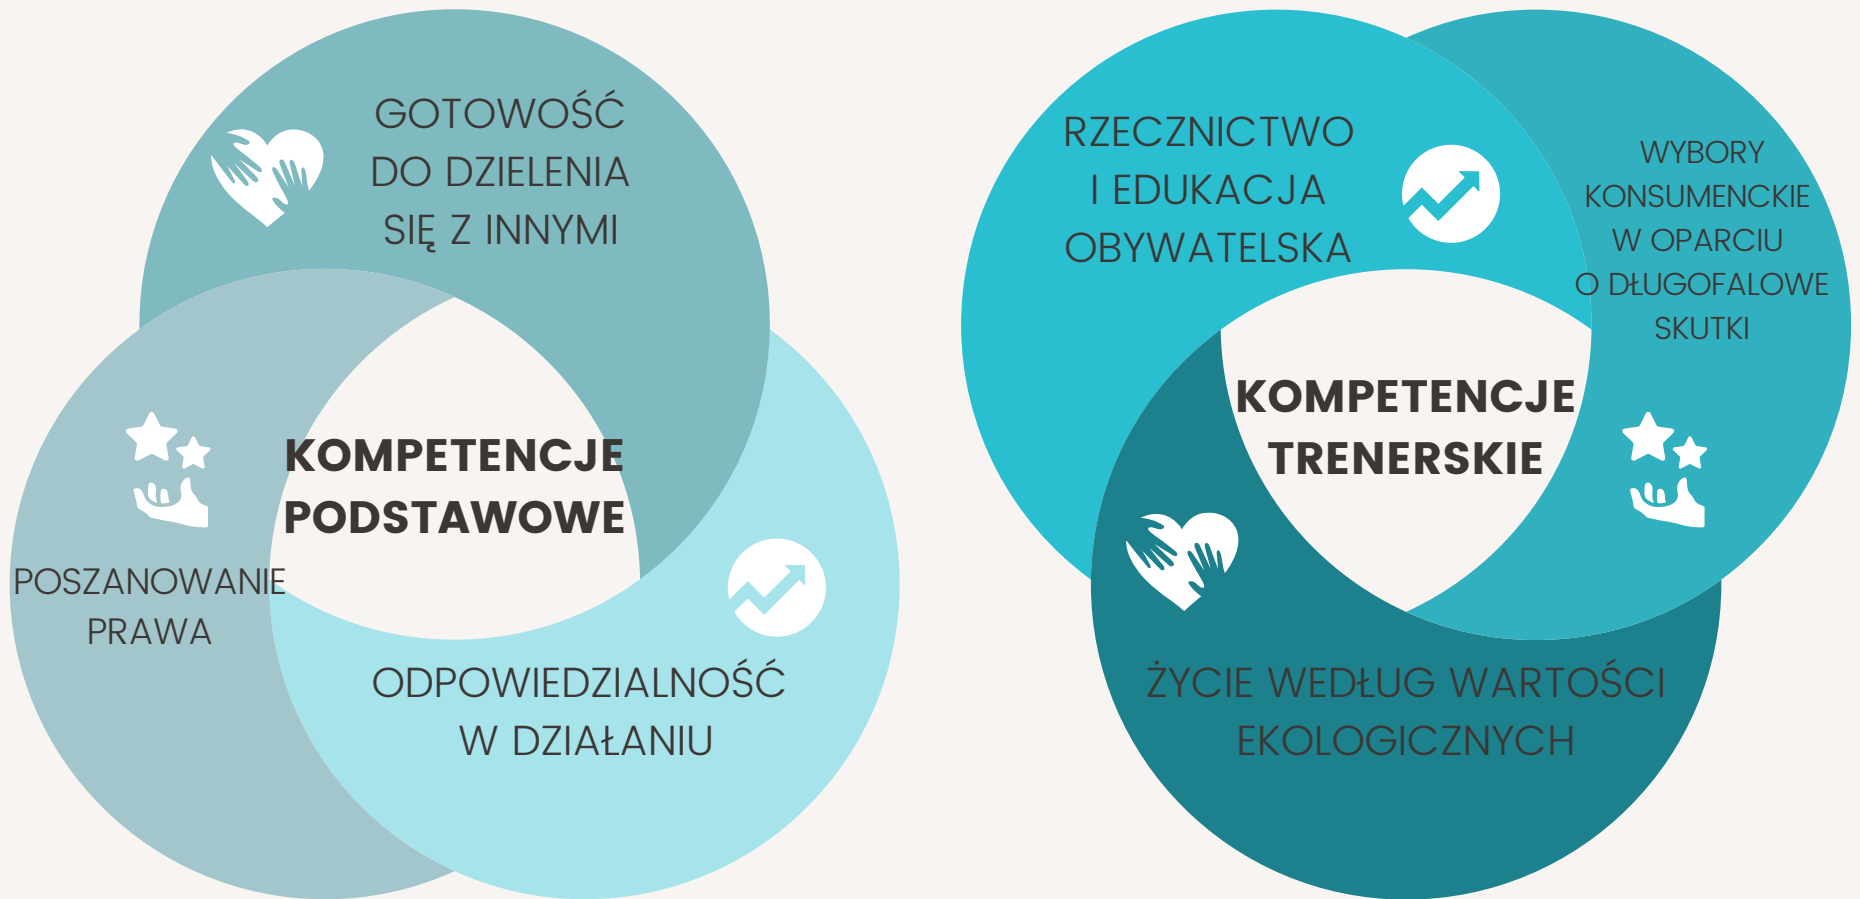 GOTOWOŚĆ
DO DZIELENIA
SIĘ Z INNYMI
KOMPETENCJE
PODSTAWOWE
POSZANOWANIE
PRAWA
ODPOWIEDZIALNOŚĆ
W DZIAŁANIU
RZECZNICTWO
I EDUKACJA
OBYWATELSKA
WYBORY
KONSUMENCKIE
W OPARCIU
O DŁUGOFALOWE
SKUTKI
KOMPETENCJE
TRENERSKIE
ŻYCIE WEDŁUG WARTOŚCI
EKOLOGICZNYCH